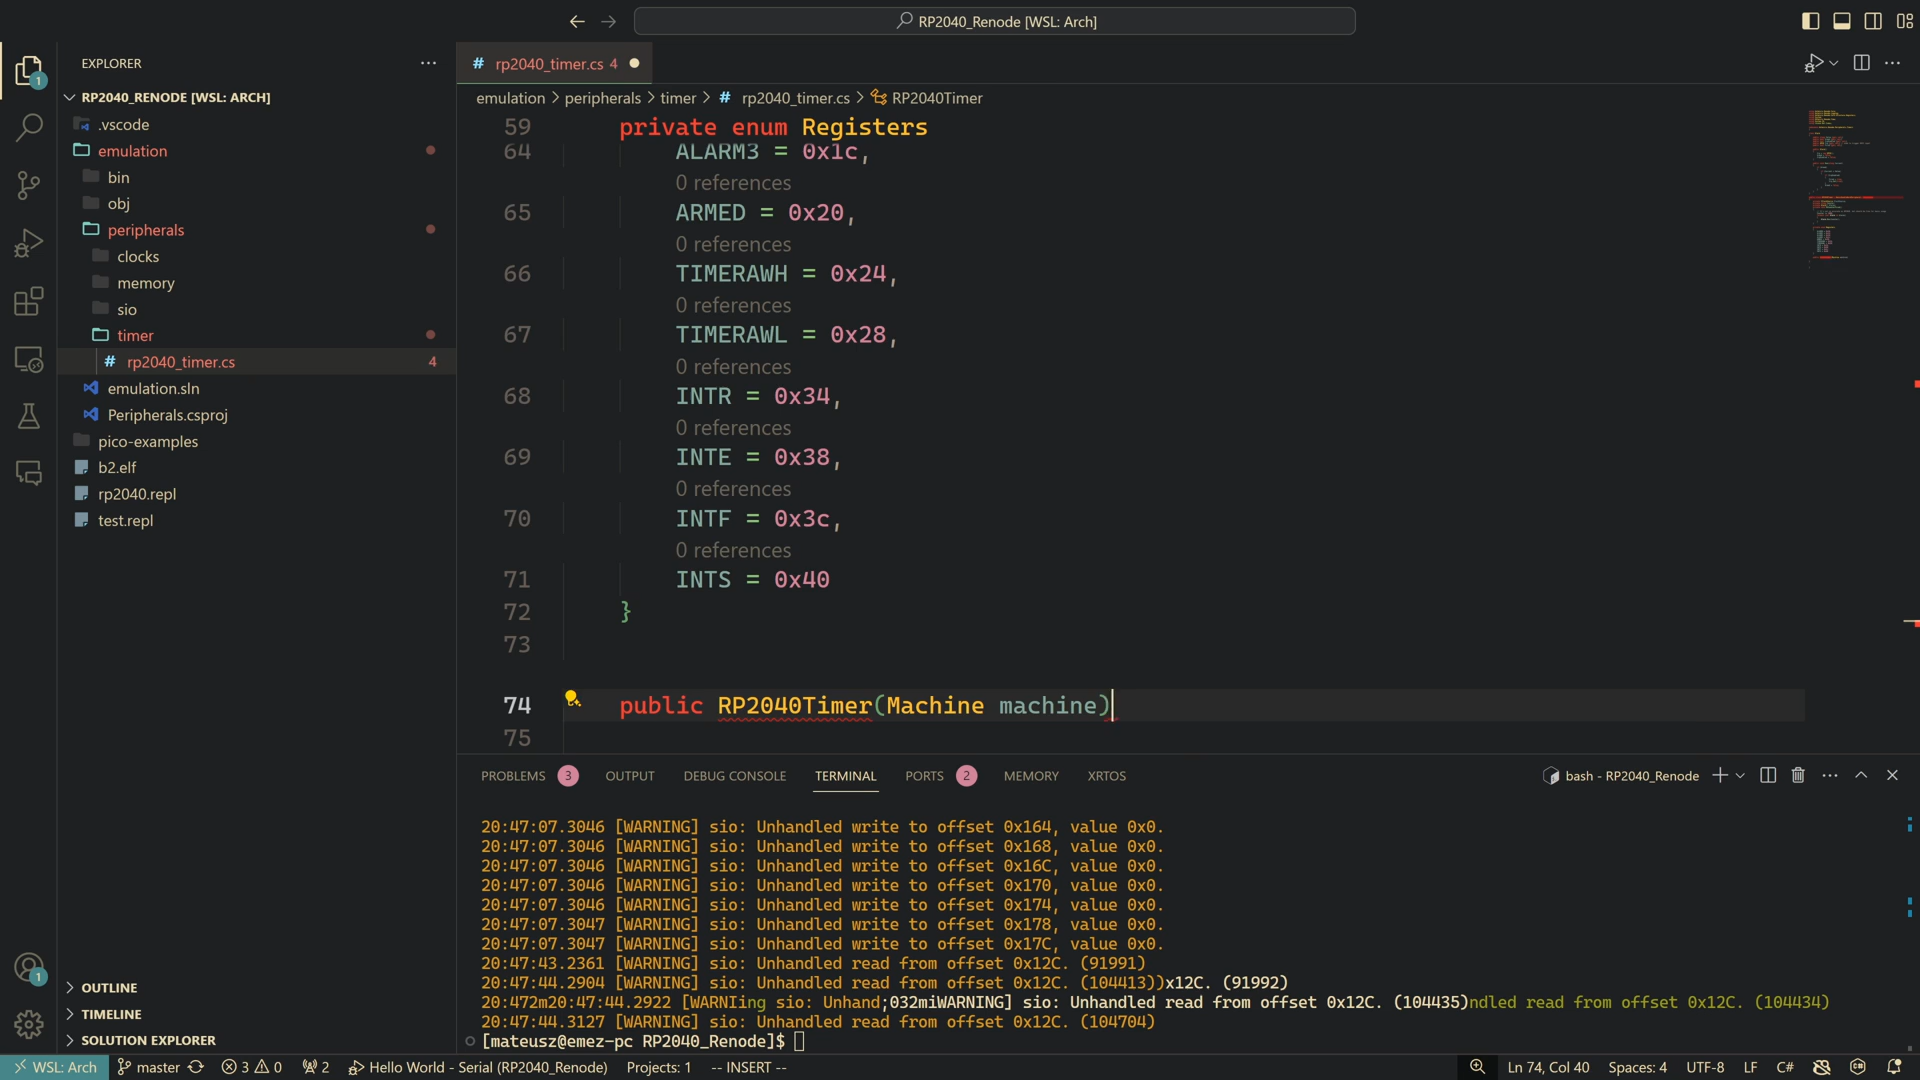 RP2040_Renode [WSL: Arch]
EXPLORER
RP2040_RENODE [WSL: ARCH]
.vscode
emulation
bin
obj
peripherals
clocks
memory
sio
timer
# rp2040_timer.cs 4
emulation.sln
Peripherals.csproj
pico-examples
b2.elf
rp2040.repl
test.repl
OUTLINE
TIMELINE
SOLUTION EXPLORER
1
1
# rp2040_timer.cs 4
emulation > peripherals > timer > # rp2040_timer.cs > RP2040Timer
59 private enum Registers
64 ALARM3 = 0x1c,
0 references
65 ARMED = 0x20,
0 references
66 TIMERAWH = 0x24,
0 references
67 TIMERAWL = 0x28,
0 references
68 INTR = 0x34,
0 references
69 INTE = 0x38,
0 references
70 INTF = 0x3c,
0 references
71 INTS = 0x40
72 }
73
74 public RP2040Timer(Machine machine)
75
PROBLEMS 3 OUTPUT DEBUG CONSOLE TERMINAL PORTS 2 MEMORY XRTOS
bash - RP2040_Renode
20:47:07.3046 [WARNING] sio: Unhandled write to offset 0x164, value 0x0.
20:47:07.3046 [WARNING] sio: Unhandled write to offset 0x168, value 0x0.
20:47:07.3046 [WARNING] sio: Unhandled write to offset 0x16C, value 0x0.
20:47:07.3046 [WARNING] sio: Unhandled write to offset 0x170, value 0x0.
20:47:07.3046 [WARNING] sio: Unhandled write to offset 0x174, value 0x0.
20:47:07.3047 [WARNING] sio: Unhandled write to offset 0x178, value 0x0.
20:47:07.3047 [WARNING] sio: Unhandled write to offset 0x17C, value 0x0.
20:47:43.2361 [WARNING] sio: Unhandled read from offset 0x12C. (91991)
20:47:44.2904 [WARNING] sio: Unhandled read from offset 0x12C. (104413))x12C. (91992)
20:472m20:47:44.2922 [WARNIing sio: Unhand;032miWARNING] sio: Unhandled read from offset 0x12C. (104435)ndled read from offset 0x12C. (104434)
20:47:44.3127 [WARNING] sio: Unhandled read from offset 0x12C. (104704)
[mateusz@emez-pc RP2040_Renode]$
WSL: Arch master 3 0 2 Hello World - Serial (RP2040_Renode) Projects: 1 -- INSERT -- Ln 74, Col 40 Spaces: 4 UTF-8 LF C#